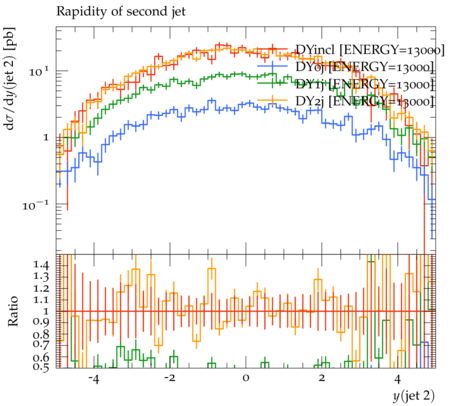 Rapidity of second jet
dσ/dy(jet 2) [pb]
DYincl [ENERGY=13000]
DY0j [ENERGY=13000]
DY1j [ENERGY=13000]
DY2j [ENERGY=13000]
10¹
1
10⁻¹
Ratio
1.4
1.3
1.2
1.1
1
0.9
0.8
0.7
0.6
0.5
-4 -2 0 2 4
y(jet 2)